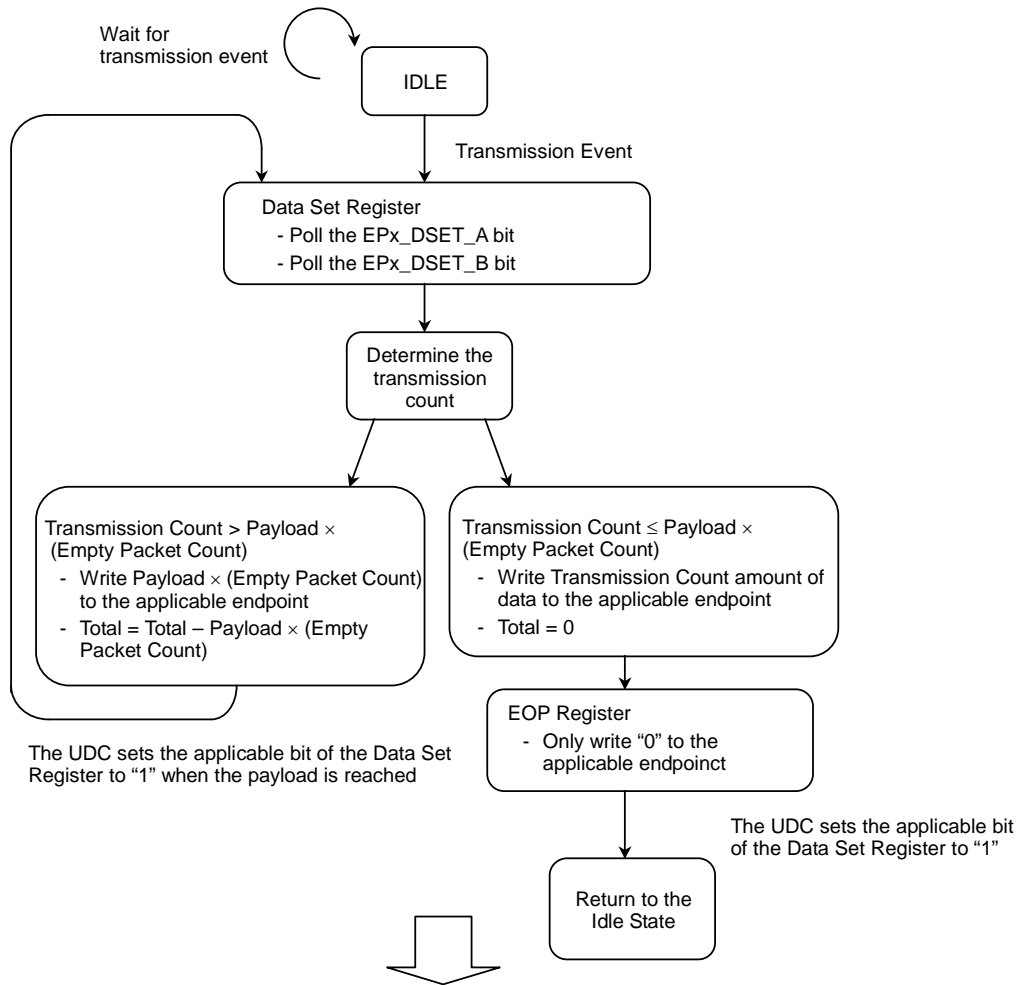 Wait for
transmission event
IDLE
Transmission Event
Data Set Register
- Poll the EPx_DSET_A bit
- Poll the EPx_DSET_B bit
Determine the
transmission
count
Transmission Count > Payload ×
(Empty Packet Count)
- Write Payload × (Empty Packet Count)
to the applicable endpoint
- Total = Total – Payload × (Empty
Packet Count)
Transmission Count ≤ Payload ×
(Empty Packet Count)
- Write Transmission Count amount of
data to the applicable endpoint
- Total = 0
EOP Register
- Only write “0” to the
applicable endpoinct
The UDC sets the applicable bit of the Data Set
Register to “1” when the payload is reached
The UDC sets the applicable bit
of the Data Set Register to “1”
Return to the
Idle State